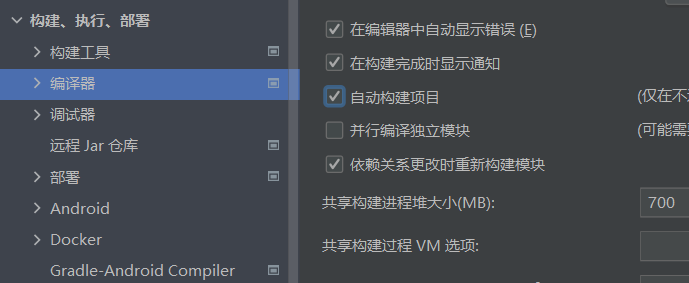 构建、执行、部署
构建工具
编译器
调试器
远程 Jar 仓库
部署
Android
Docker
Gradle-Android Compiler
在编辑器中自动显示错误 (E)
在构建完成时显示通知
自动构建项目 (仅在不
并行编译独立模块 (可能需
依赖关系更改时重新构建模块
共享构建进程堆大小(MB): 700
共享构建过程 VM 选项: